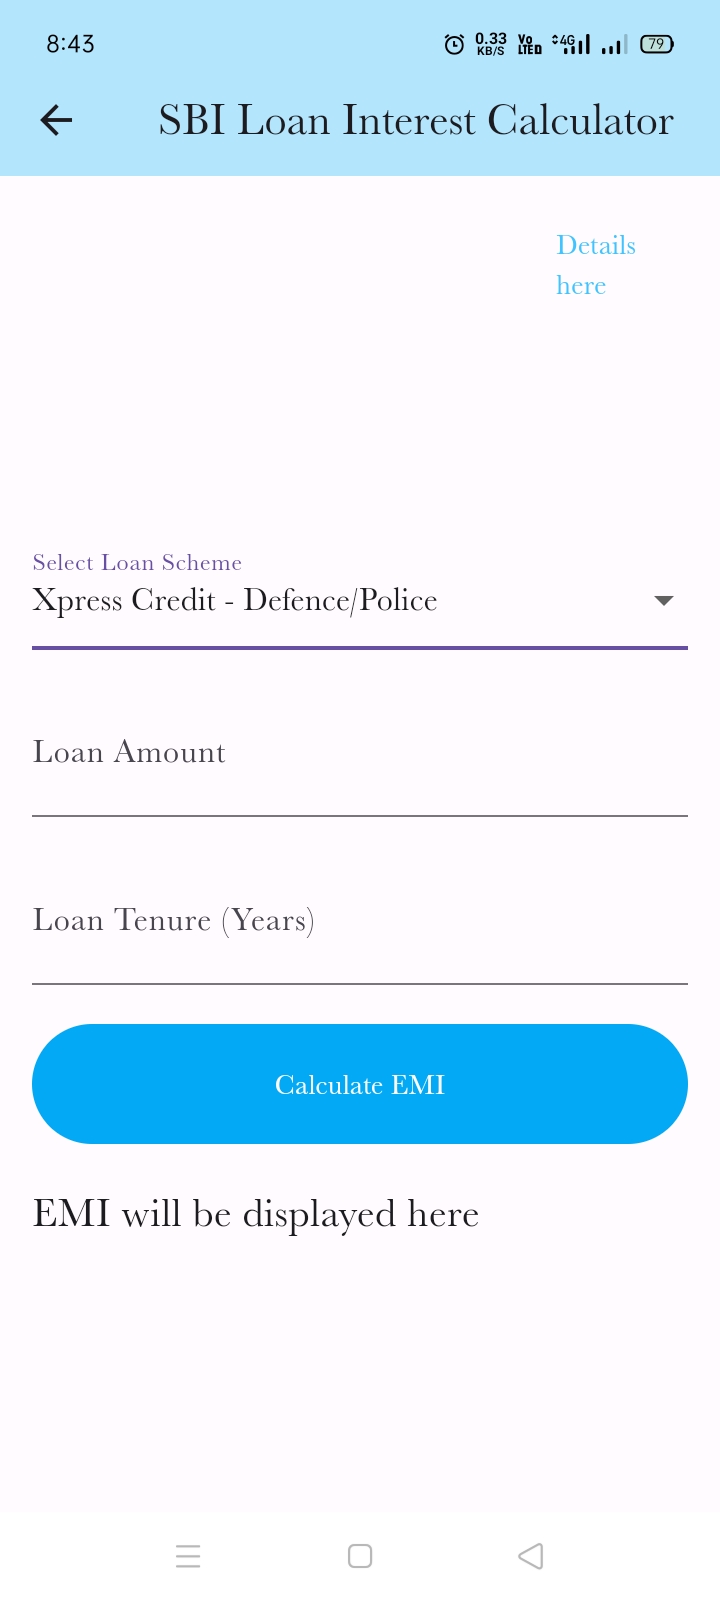 8:43
0.33
KB/S
Vo
LTED
4G
79
SBI Loan Interest Calculator
Details
here
Select Loan Scheme
Xpress Credit - Defence/Police
Loan Amount
Loan Tenure (Years)
Calculate EMI
EMI will be displayed here